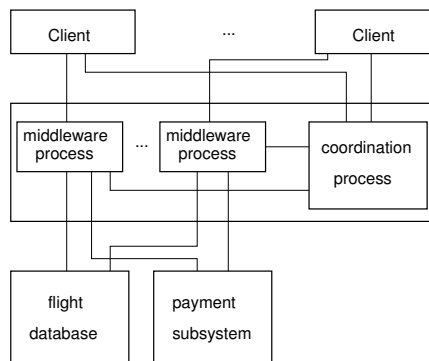 Client
...
Client
middleware
process
...
middleware
process
coordination
process
flight
database
payment
subsystem